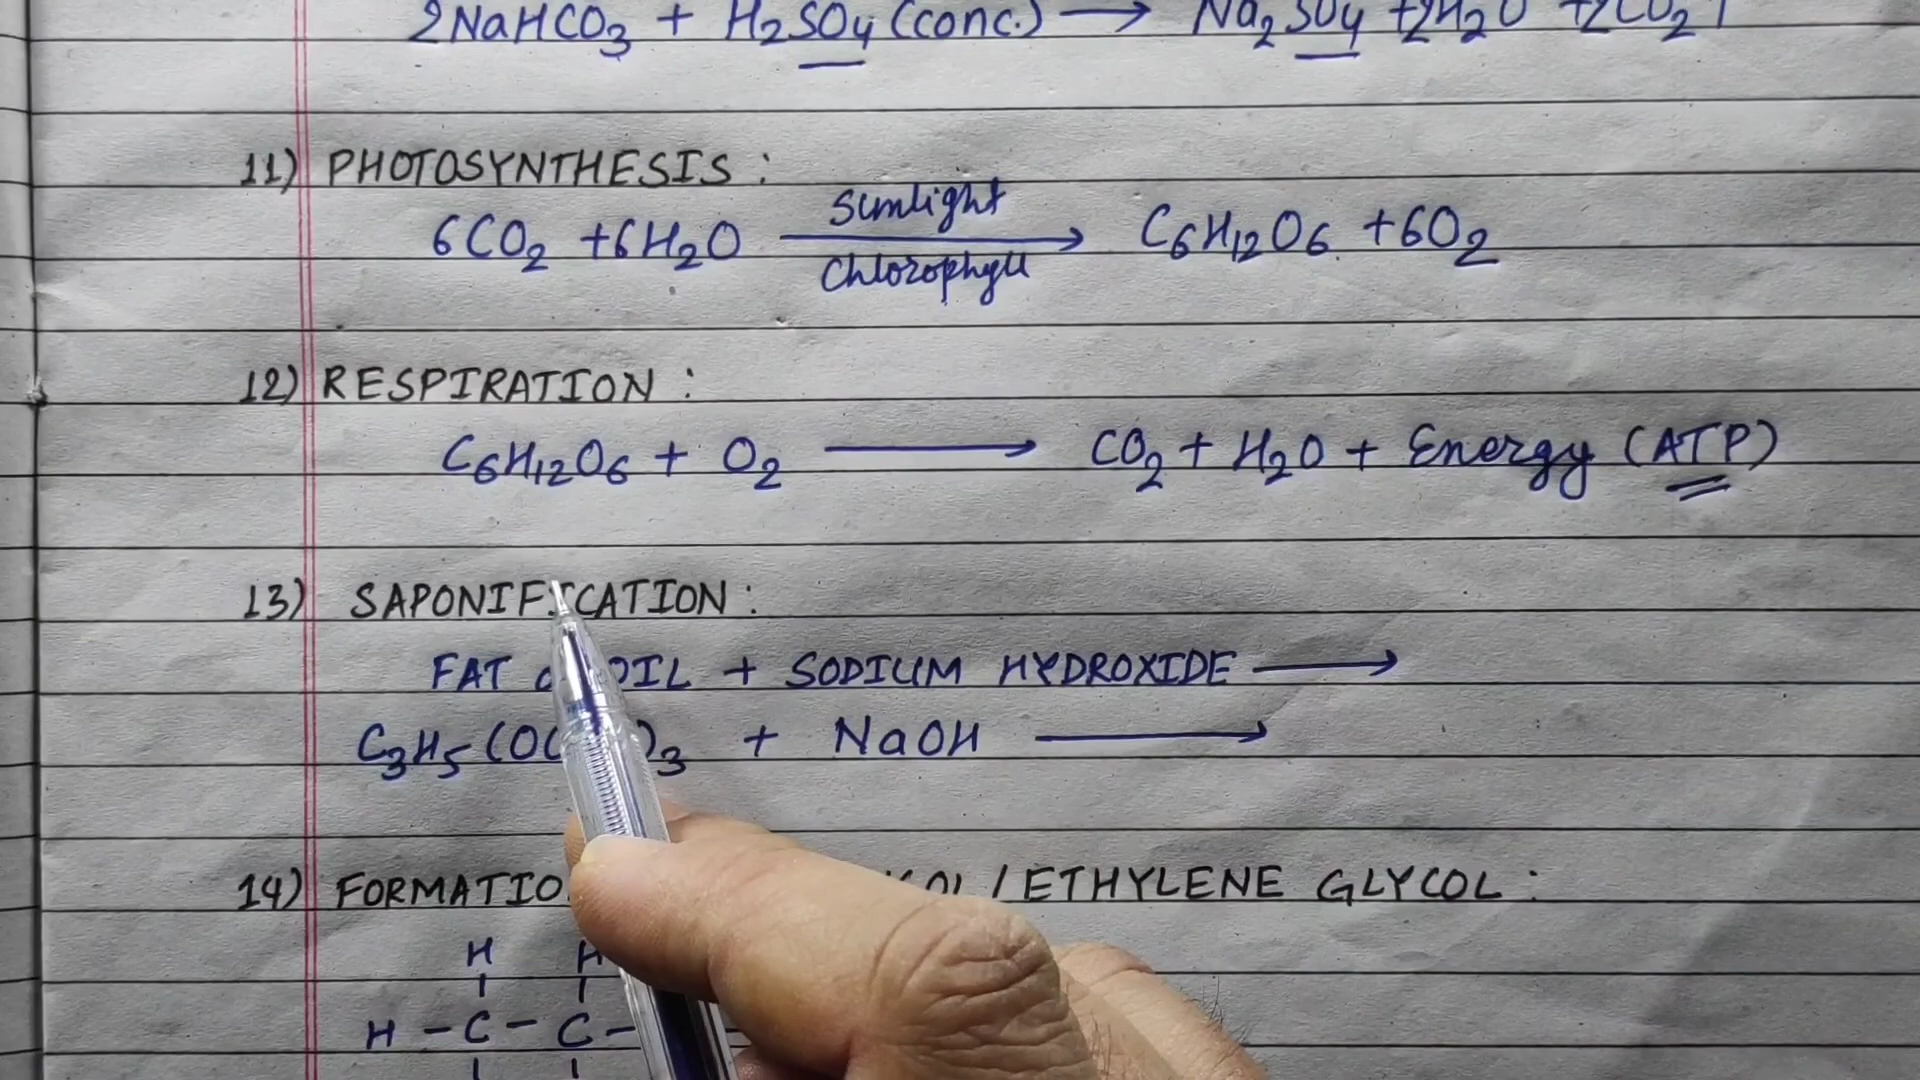 2NaHCO₃ + H₂SO₄ (conc.) → Na₂SO₄ + 2H₂O + 2CO₂↑
11) PHOTOSYNTHESIS :
Sunlight
6CO₂ + 6H₂O → C₆H₁₂O₆ + 6O₂
Chlorophyll
12) RESPIRATION :
C₆H₁₂O₆ + O₂ → CO₂ + H₂O + Energy (ATP)
13) SAPONIFICATION :
FAT OIL + SODIUM HYDROXIDE →
C₃H₅(OC )₃ + NaOH →
14) FORMATIO / ETHYLENE GLYCOL :
H H
H - C - C -